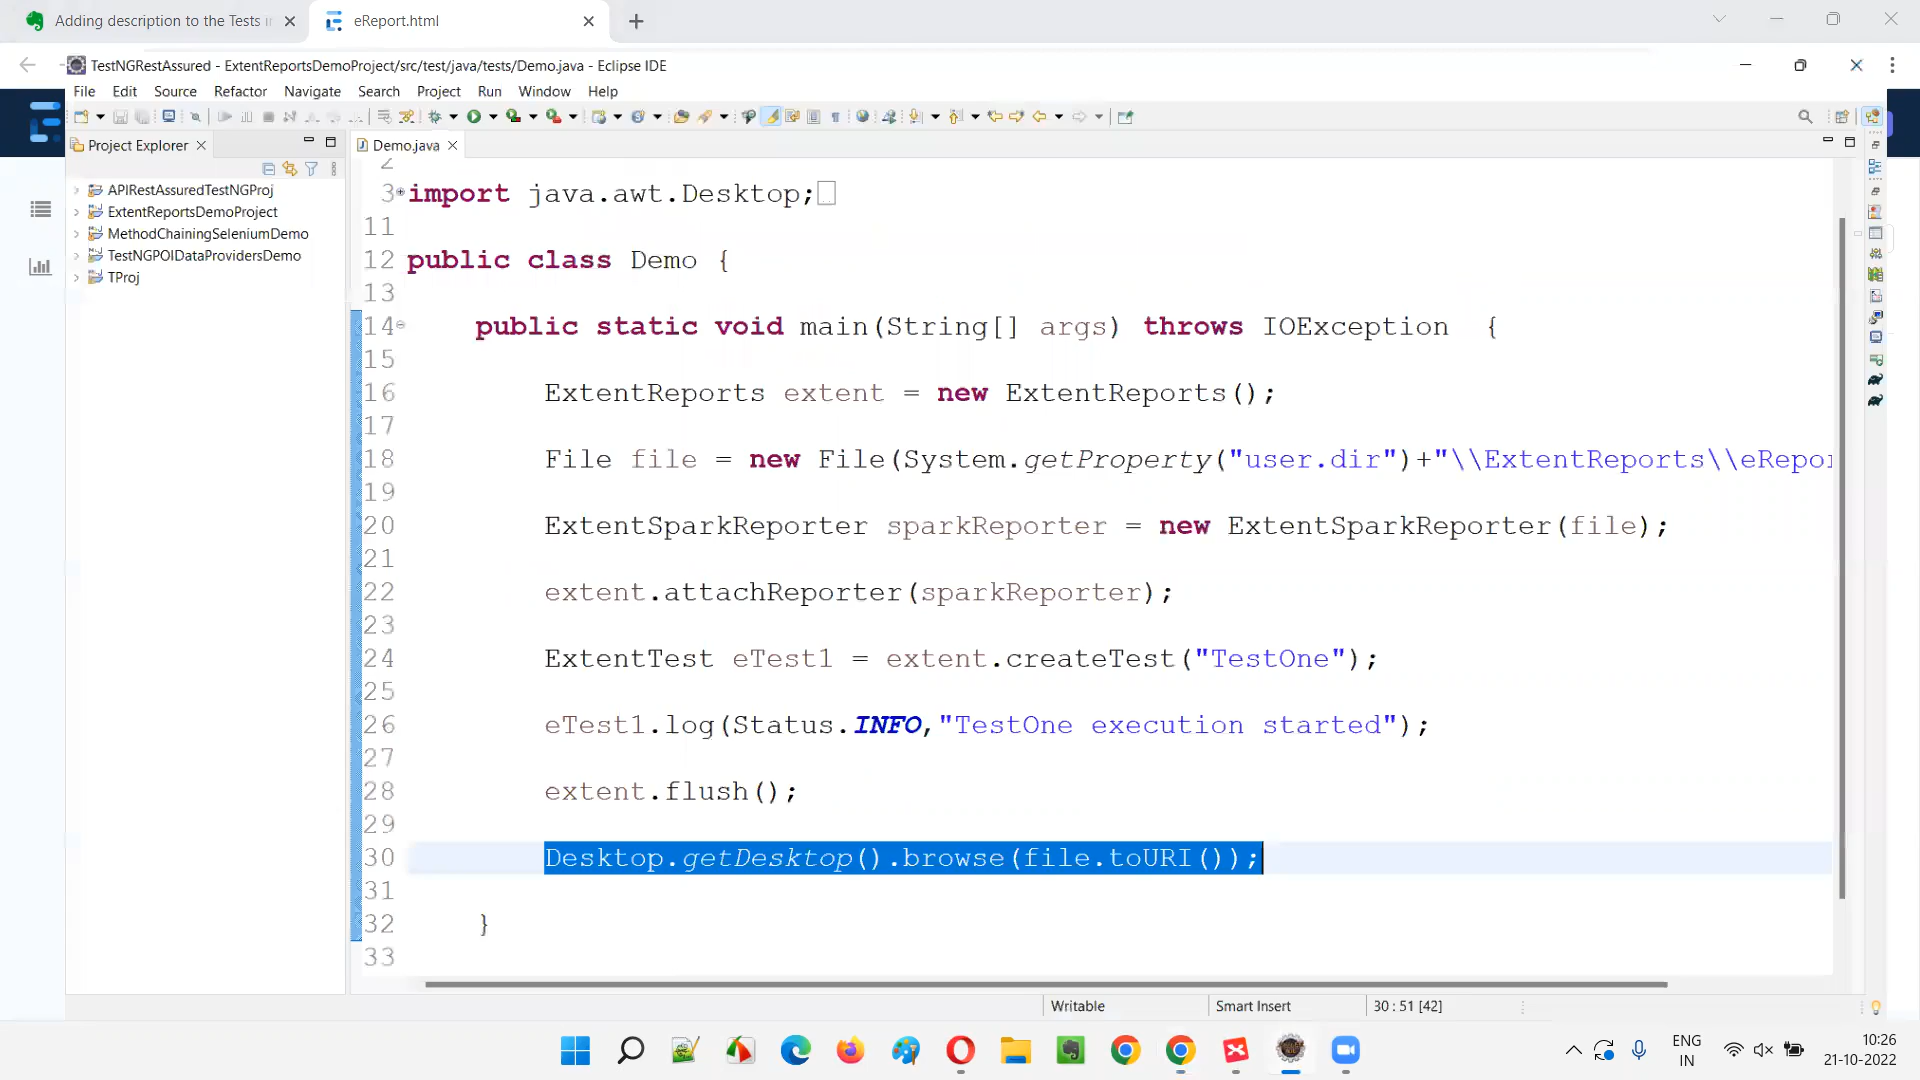 Adding description to the Tests i
eReport.html
TestNGRestAssured - ExtentReportsDemoProject/src/test/java/tests/Demo.java - Eclipse IDE
File Edit Source Refactor Navigate Search Project Run Window Help
Project Explorer
Demo.java
APIRestAssuredTestNGProj
ExtentReportsDemoProject
MethodChainingSeleniumDemo
TestNGPOIDataProvidersDemo
TProj
2
3 import java.awt.Desktop;
11
12 public class Demo {
13
14 public static void main(String[] args) throws IOException {
15
16 ExtentReports extent = new ExtentReports();
17
18 File file = new File(System.getProperty("user.dir")+"\\ExtentReports\\eRepor
19
20 ExtentSparkReporter sparkReporter = new ExtentSparkReporter(file);
21
22 extent.attachReporter(sparkReporter);
23
24 ExtentTest eTest1 = extent.createTest("TestOne");
25
26 eTest1.log(Status.INFO,"TestOne execution started");
27
28 extent.flush();
29
30 Desktop.getDesktop().browse(file.toURI());
31
32 }
33
Writable
Smart Insert
30 : 51 [42]
ENG
IN
10:26
21-10-2022